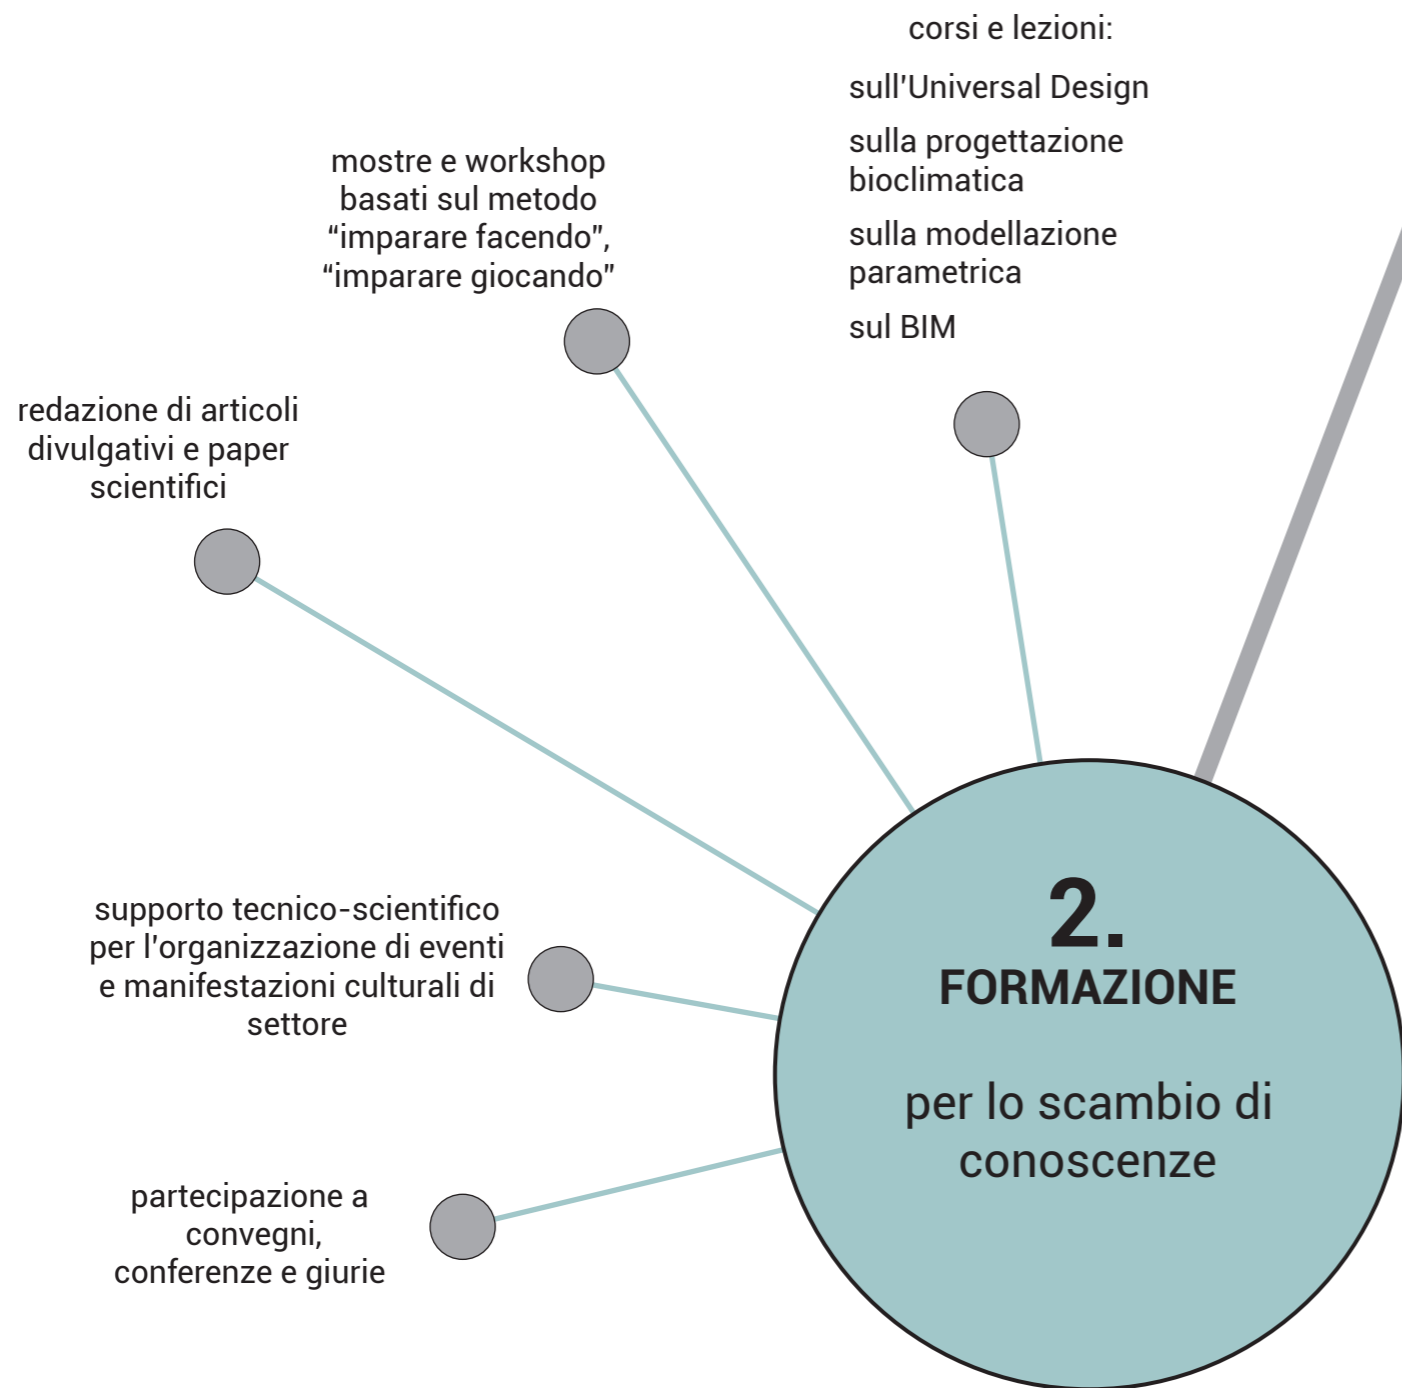 corsi e lezioni:
sull'Universal Design
sulla progettazione
bioclimatica
sulla modellazione
parametrica
sul BIM
mostre e workshop
basati sul metodo
“imparare facendo”,
“imparare giocando”
redazione di articoli
divulgativi e paper
scientifici
supporto tecnico-scientifico
per l'organizzazione di eventi
e manifestazioni culturali di
settore
partecipazione a
convegni,
conferenze e giurie
2.
FORMAZIONE
per lo scambio di
conoscenze